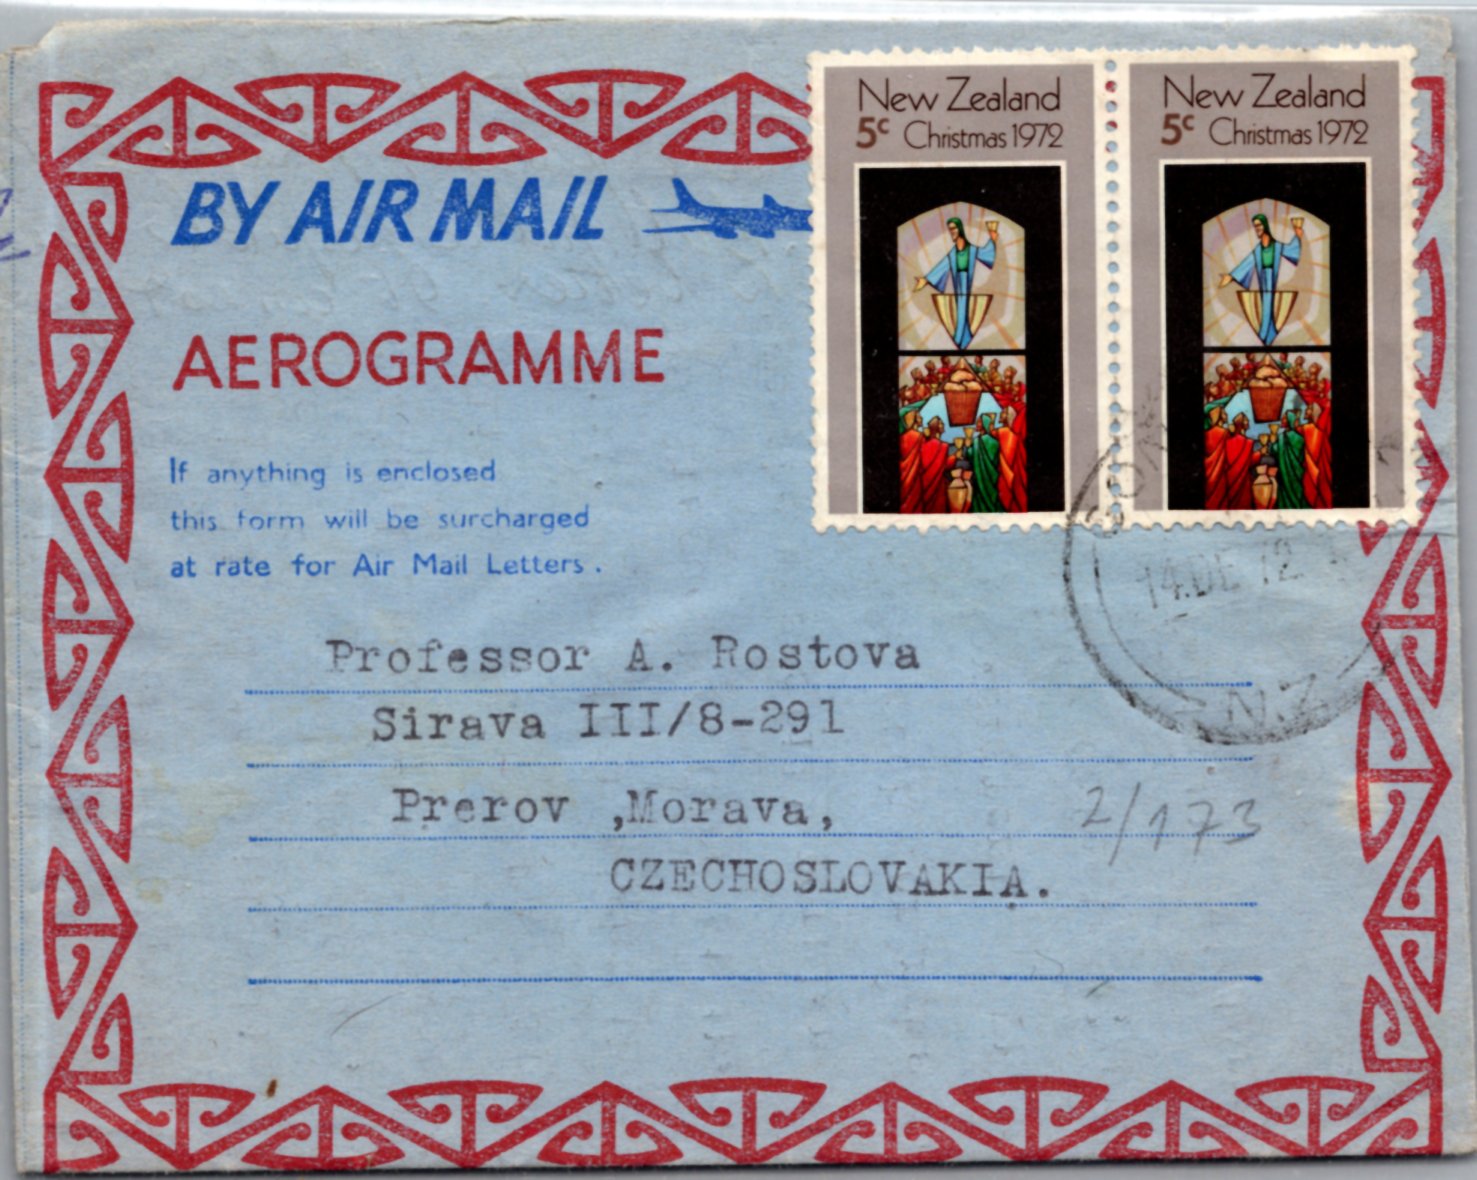 New Zealand
5c Christmas 1972
New Zealand
5c Christmas 1972
BY AIR MAIL
AEROGRAMME
If anything is enclosed
this form will be surcharged
at rate for Air Mail Letters.
14.DE 72
N.Z.
Professor A. Rostova
Sirava III/8-291
Prerov ,Morava,
2/173
CZECHOSLOVAKIA.